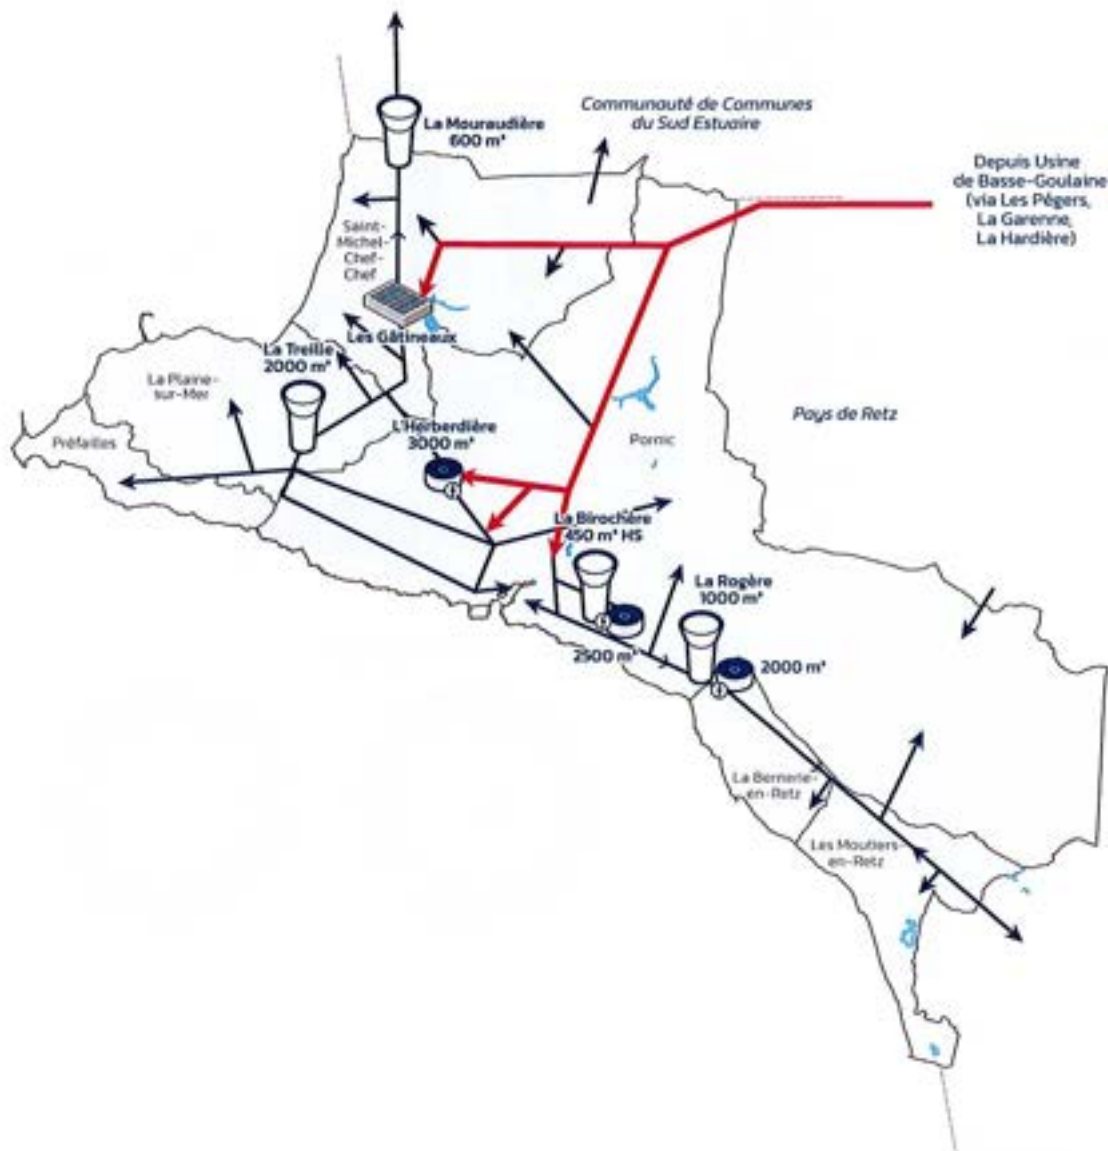 La Mouraudière
600 m³
Communauté de Communes
du Sud Estuaire
Depuis Usine
de Basse-Goulaine
(via Les Pégers,
La Garenne,
La Hardière)
Saint-
Michel-
Chef-
Chef
Les Gâtineaux
La Treille
2000 m³
La Plaine-
sur-Mer
Préfailles
L'Herberdière
3000 m³
Pornic
Pays de Retz
La Birochère
450 m³ HS
2500 m³
La Rogère
1000 m³
2000 m³
La Bernerie-
en-Retz
Les Moutiers-
en-Retz